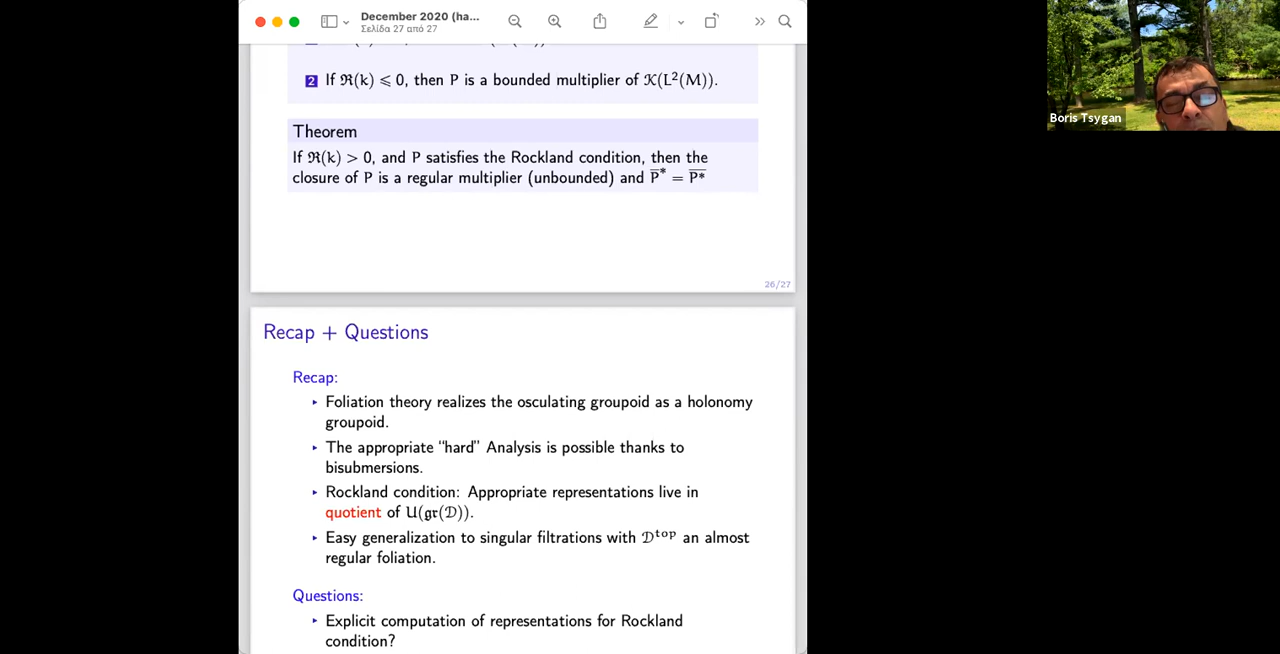 December 2020 (ha...
Σελίδα 27 από 27
2 If ℜ(k) ⩽ 0, then P is a bounded multiplier of 𝒦(L²(M)).
Theorem
If ℜ(k) > 0, and P satisfies the Rockland condition, then the
closure of P is a regular multiplier (unbounded) and P̅* = P̅*̅
26/27
Recap + Questions
Recap:
‣ Foliation theory realizes the osculating groupoid as a holonomy
groupoid.
‣ The appropriate “hard” Analysis is possible thanks to
bisubmersions.
‣ Rockland condition: Appropriate representations live in
quotient of U(𝔤𝔯(𝒟)).
‣ Easy generalization to singular filtrations with 𝒟ᵗᵒᵖ an almost
regular foliation.
Questions:
‣ Explicit computation of representations for Rockland
condition?
Boris Tsygan